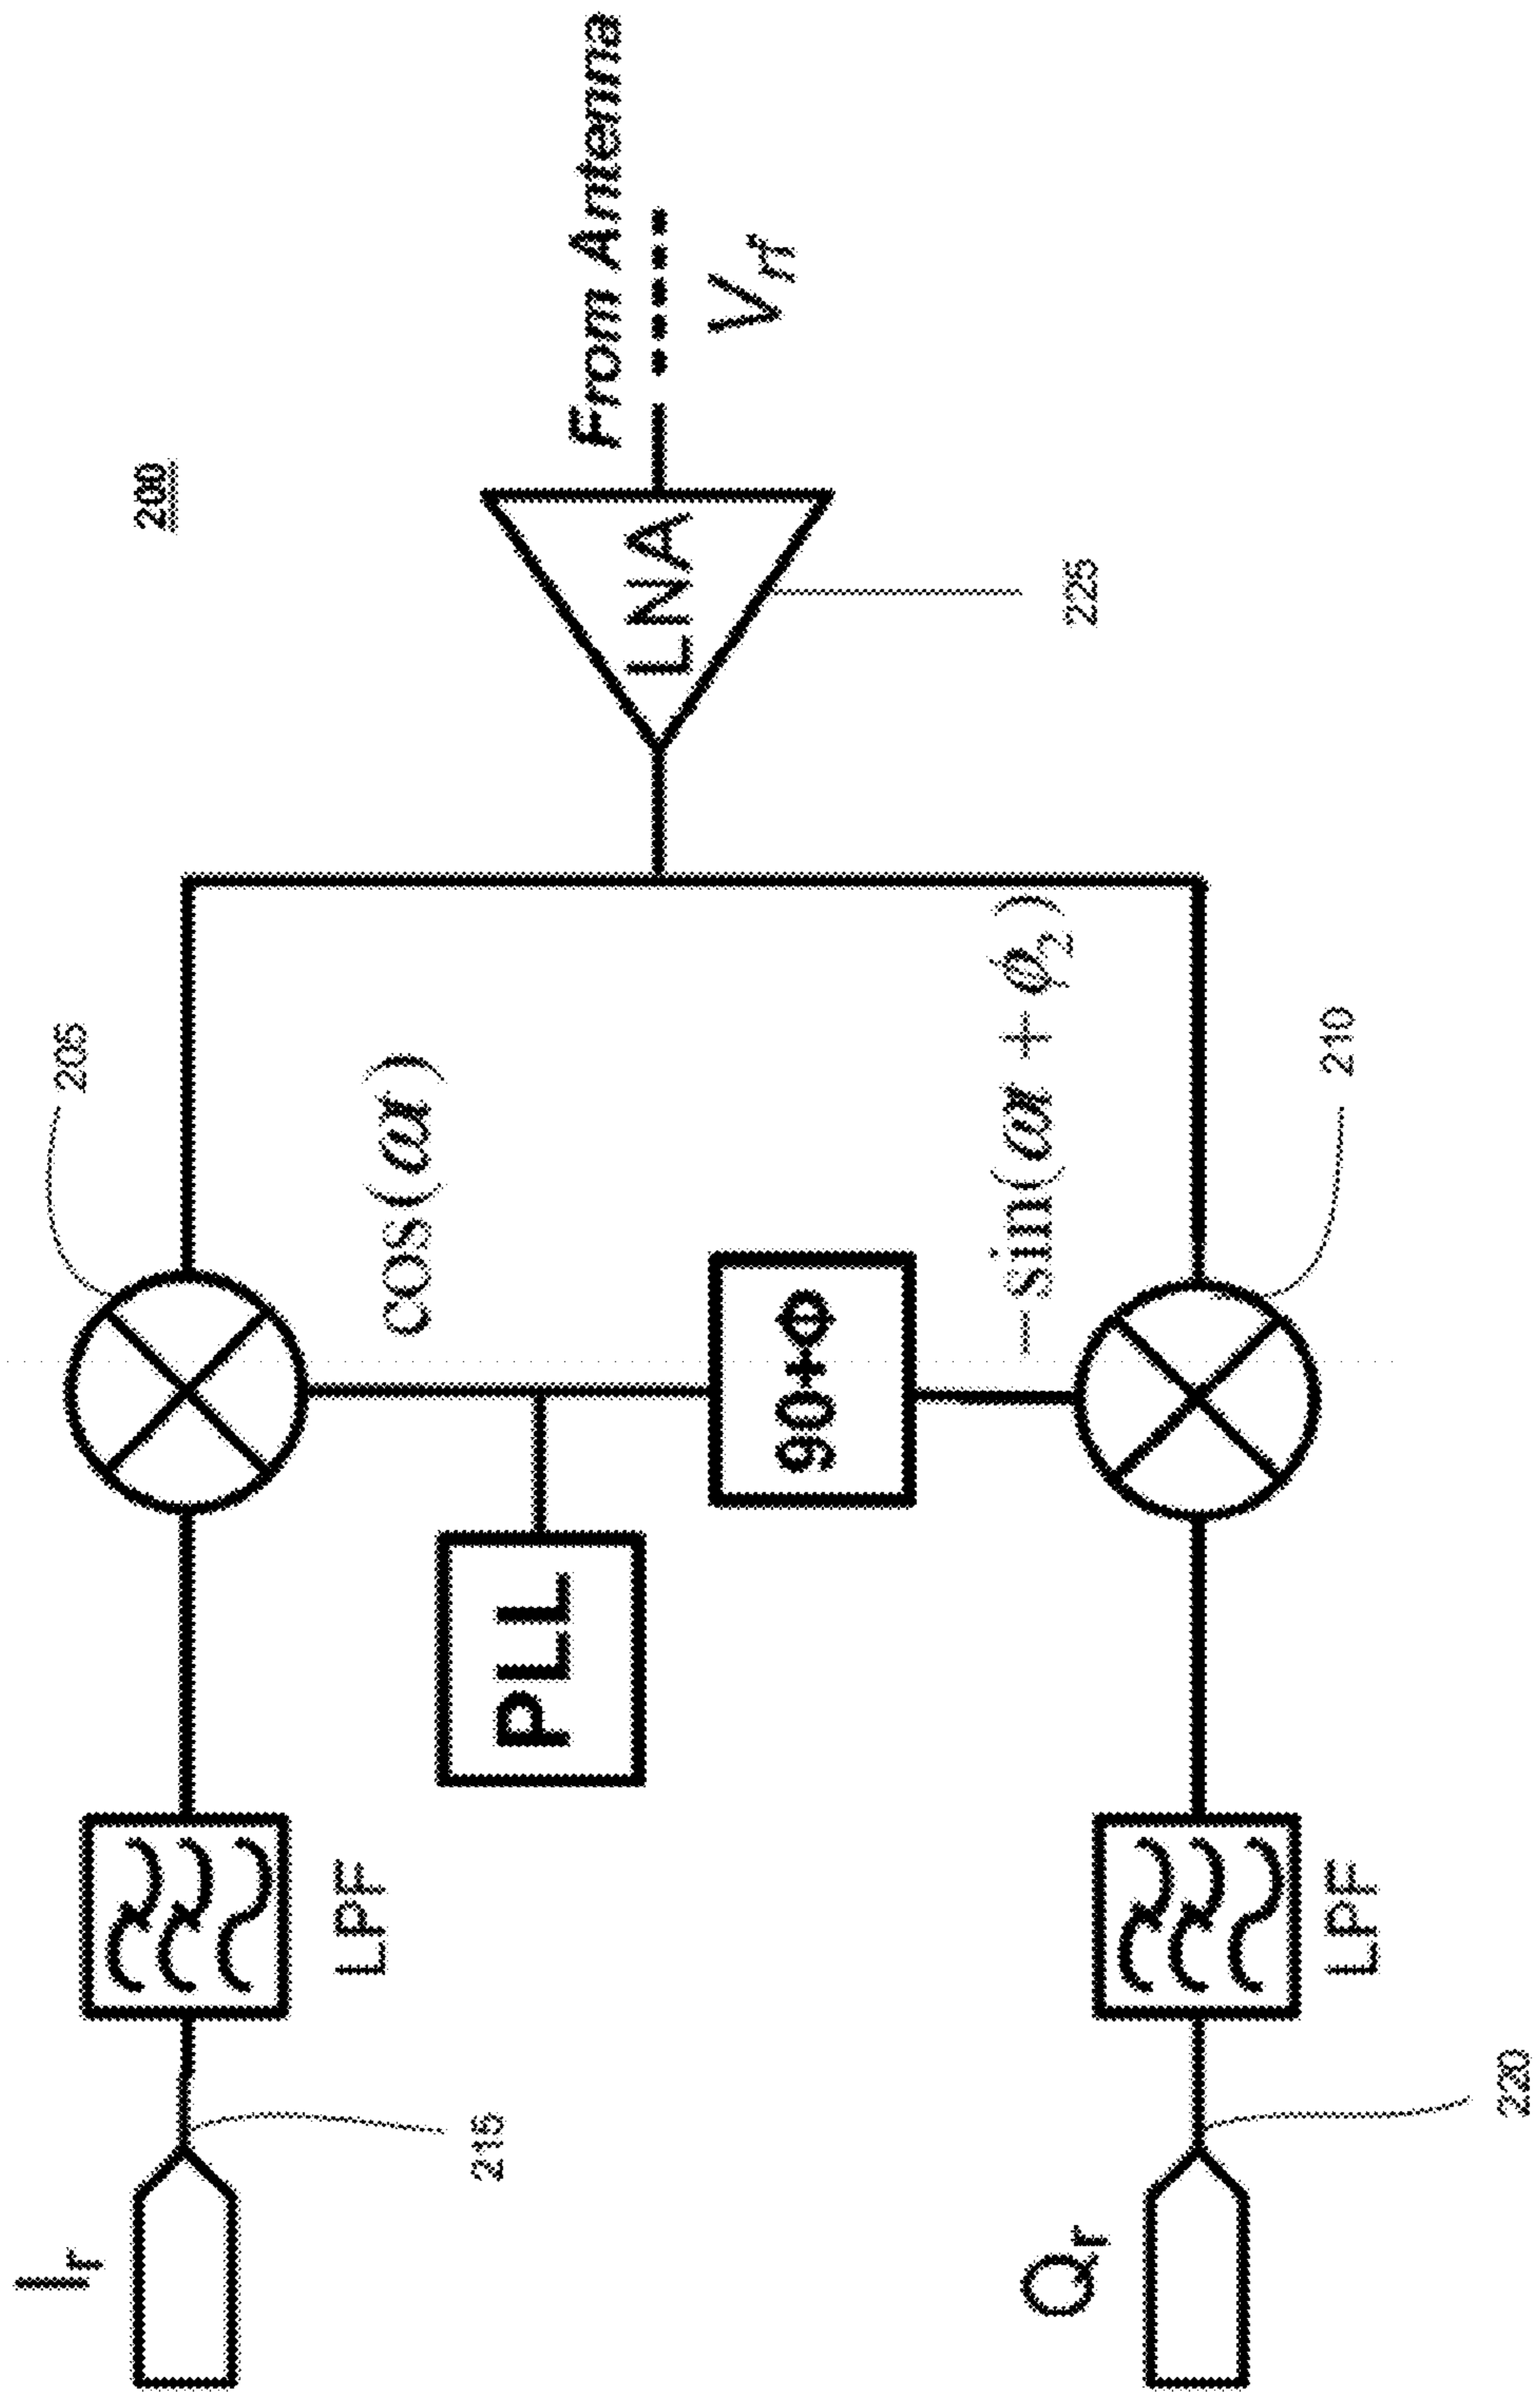 200
From Antenna
V_rf
LNA
225
205
cos(ωt)
PLL
90+Φ
−sin(ωt + ϕ₂)
210
LPF
LPF
215
220
I_r
Q_r